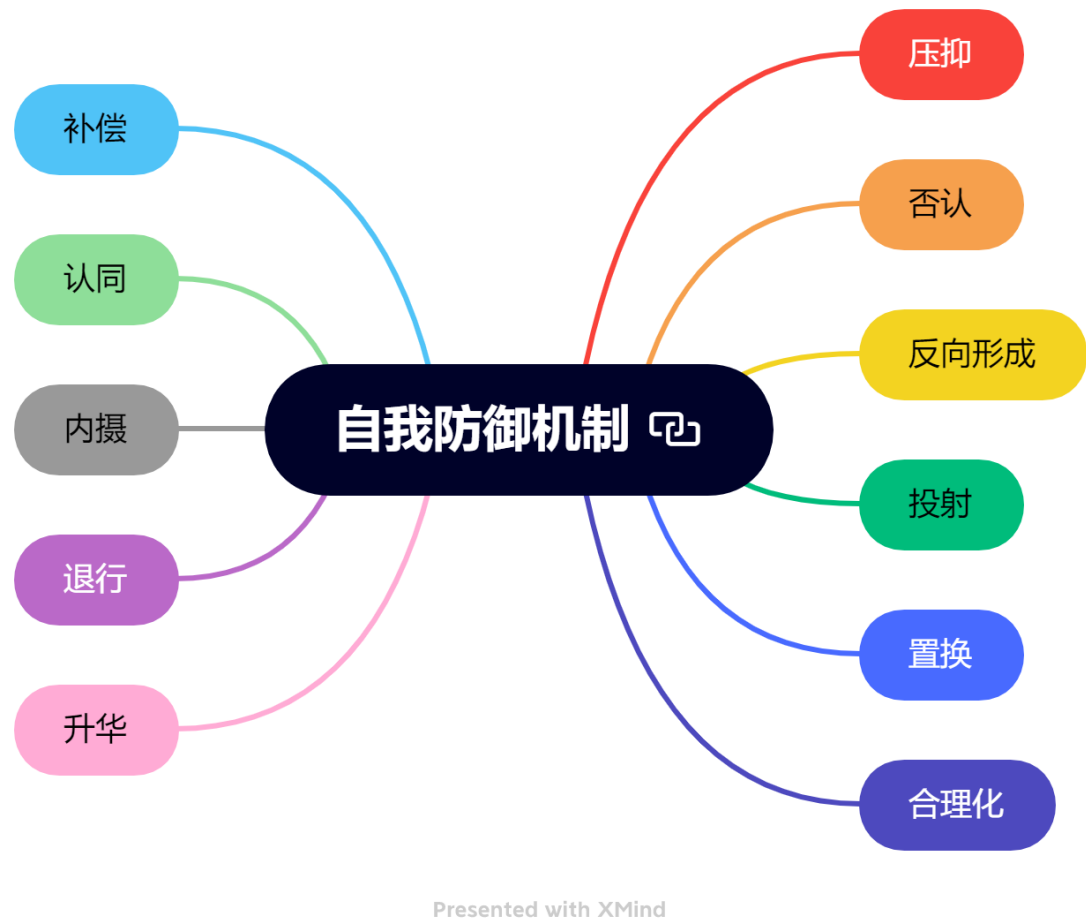 自我防御机制
压抑
否认
反向形成
投射
置换
合理化
补偿
认同
内摄
退行
升华
Presented with XMind